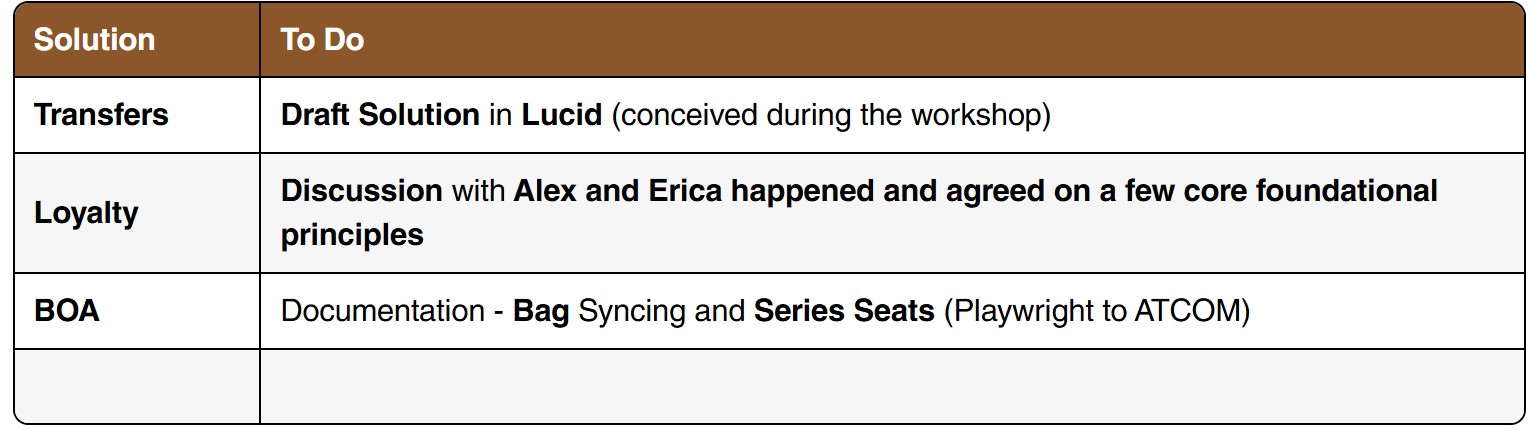 Solution To Do
Transfers Draft Solution in Lucid (conceived during the workshop)
Loyalty Discussion with Alex and Erica happened and agreed on a few core foundational
principles
BOA Documentation - Bag Syncing and Series Seats (Playwright to ATCOM)